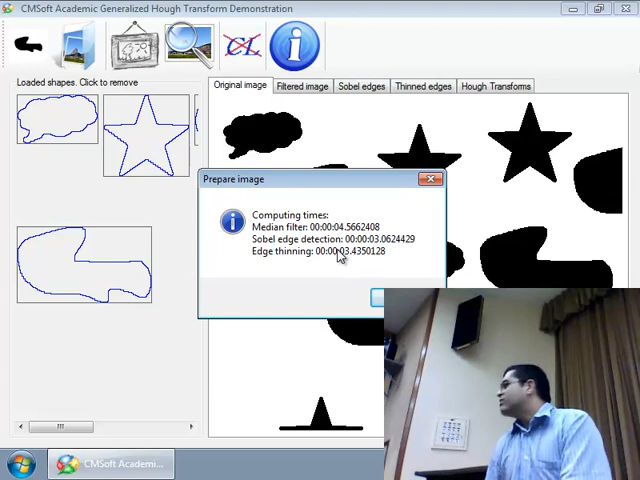 CMSoft Academic Generalized Hough Transform Demonstration
CL
Loaded shapes. Click to remove
Original image
Filtered image
Sobel edges
Thinned edges
Hough Transforms
Prepare image
Computing times:
Median filter: 00:00:04.5662408
Sobel edge detection: 00:00:03.0624429
Edge thinning: 00:00:03.4350128
CMSoft Academi...